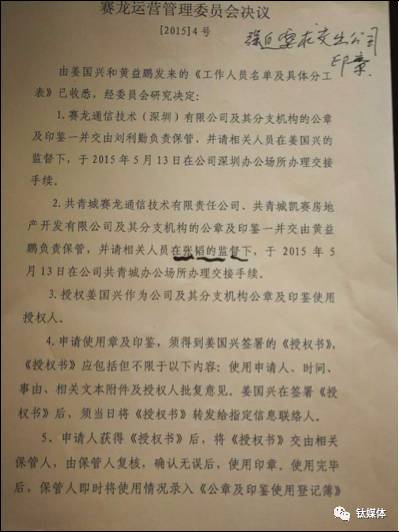 赛龙运营管理委员会决议
[2015]4号
强迫要求交出公司
印章
由姜国兴和黄益鹏发来的《工作人员名单及具体分工
表》已收悉，经委员会研究决定：
1.赛龙通信技术（深圳）有限公司及其分支机构的公章
及印鉴一并交由刘利勤负责保管，并请相关人员在姜国兴的
监督下，于2015年5月13日在公司深圳办公场所办理交接
手续。
2.共青城赛龙通信技术有限责任公司、共青城凯赛房地
产开发有限公司及其分支机构的公章及印鉴一并交由黄益
鹏负责保管，并请相关人员在张韬的监督下，于 2015 年 5
月13日在公司共青城办公场所办理交接手续。
3.授权姜国兴作为公司及其分支机构公章及印鉴使用
授权人。
4.申请使用章及印鉴，须得到姜国兴签署的《授权书》，
《授权书》应包括但不限于以下内容：使用申请人、时间、
事由、相关文本附件及授权人批复意见。姜国兴在签署《授
权书》后，须当日将《授权书》转发给指定信息联络人。
5、申请人获得《授权书》后，将《授权书》交由相关
保管人，由保管人复核，确认无误后，使用印章。使用完毕
后，保管人即时将使用情况录入《公章及印鉴使用登记簿》
钛媒体